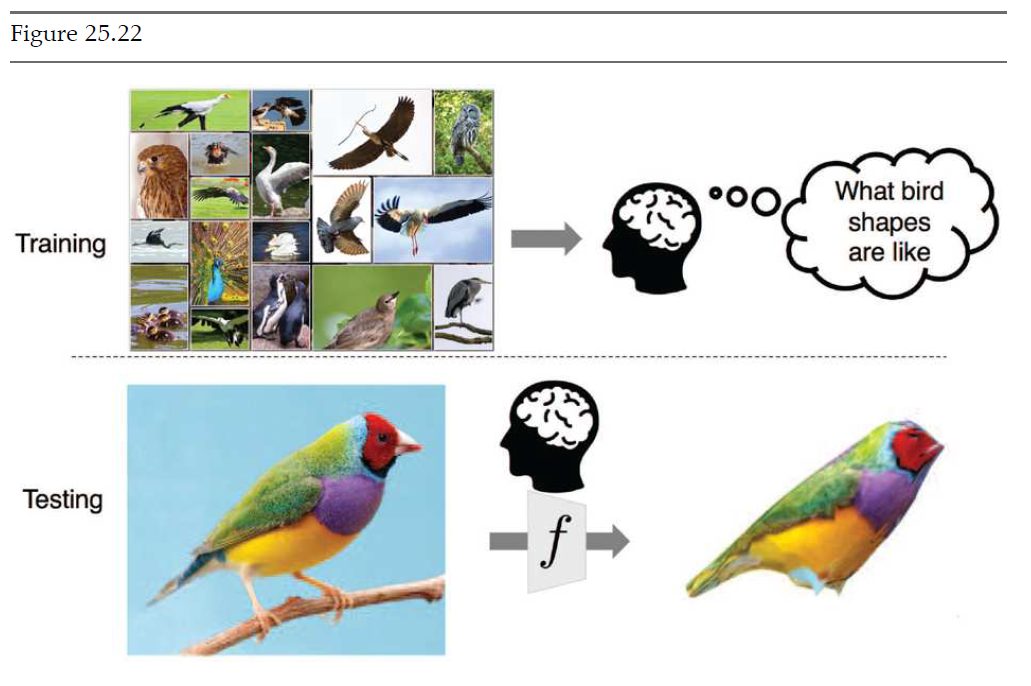 Figure 25.22
Training
What bird
shapes
are like
Testing
f